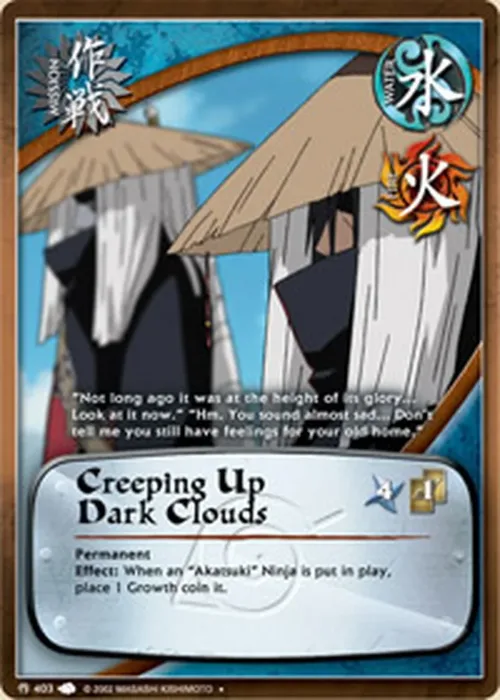 MISSION
作戦
WATER
水
火
"Not long ago it was at the height of its glory...
Look at it now." "Hm. You sound almost sad... Don't
tell me you still have feelings for your old home."
Creeping Up
Dark Clouds
4
1
Permanent
Effect: When an "Akatsuki" Ninja is put in play,
place 1 Growth coin it.
403
© 2002 MASASHI KISHIMOTO